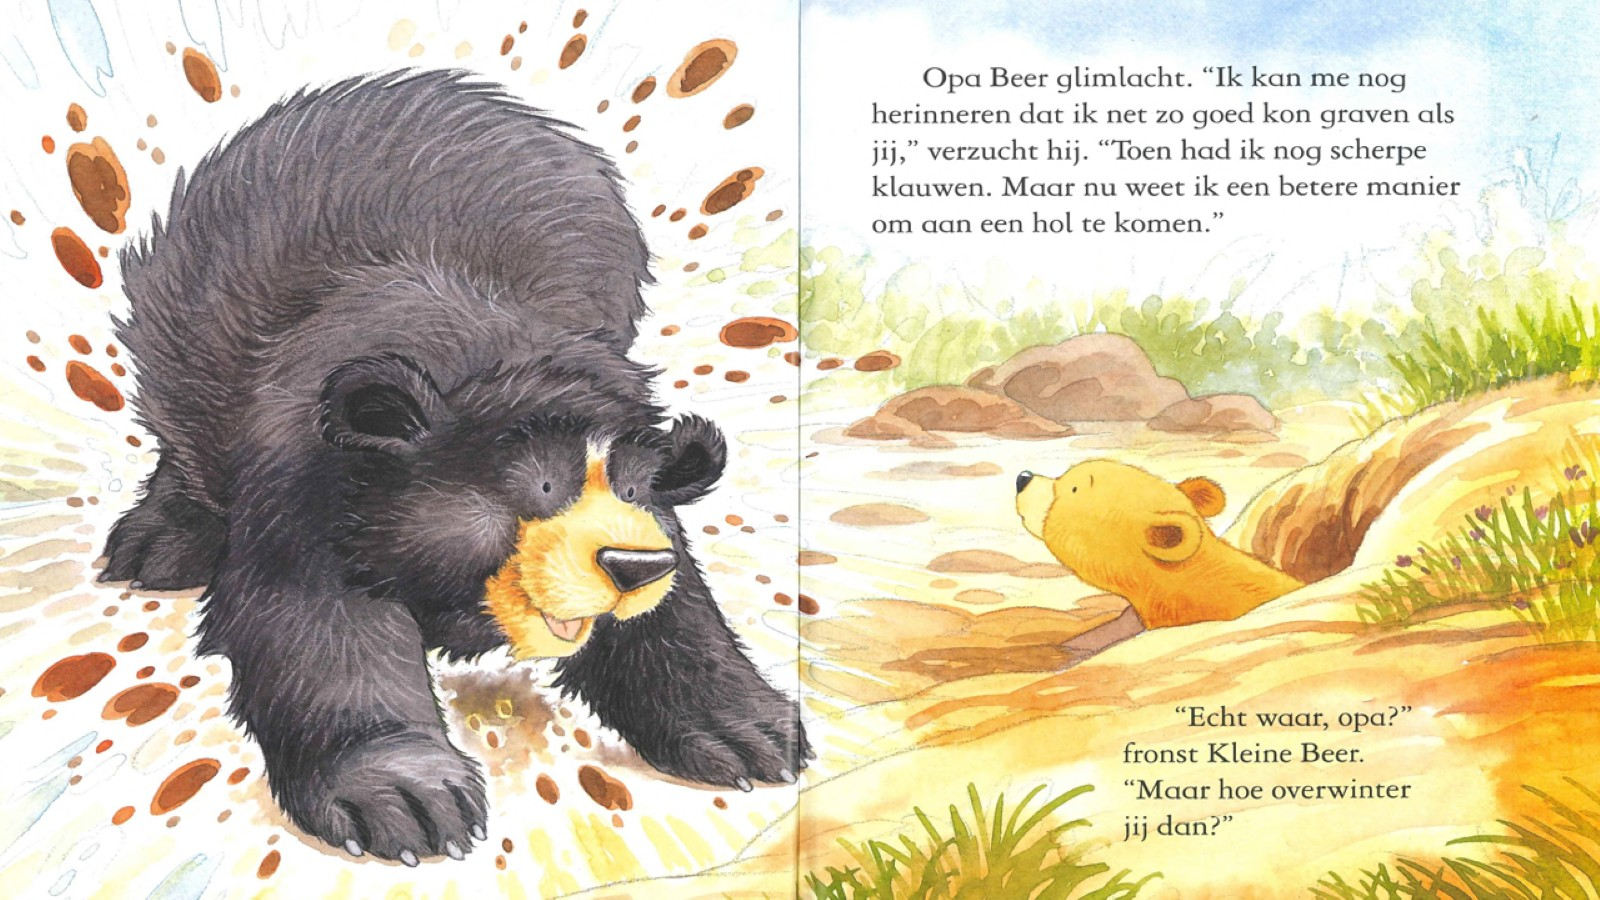 Opa Beer glimlacht. “Ik kan me nog
herinneren dat ik net zo goed kon graven als
jij,” verzucht hij. “Toen had ik nog scherpe
klauwen. Maar nu weet ik een betere manier
om aan een hol te komen.”
“Echt waar, opa?”
fronst Kleine Beer.
“Maar hoe overwinter
jij dan?”